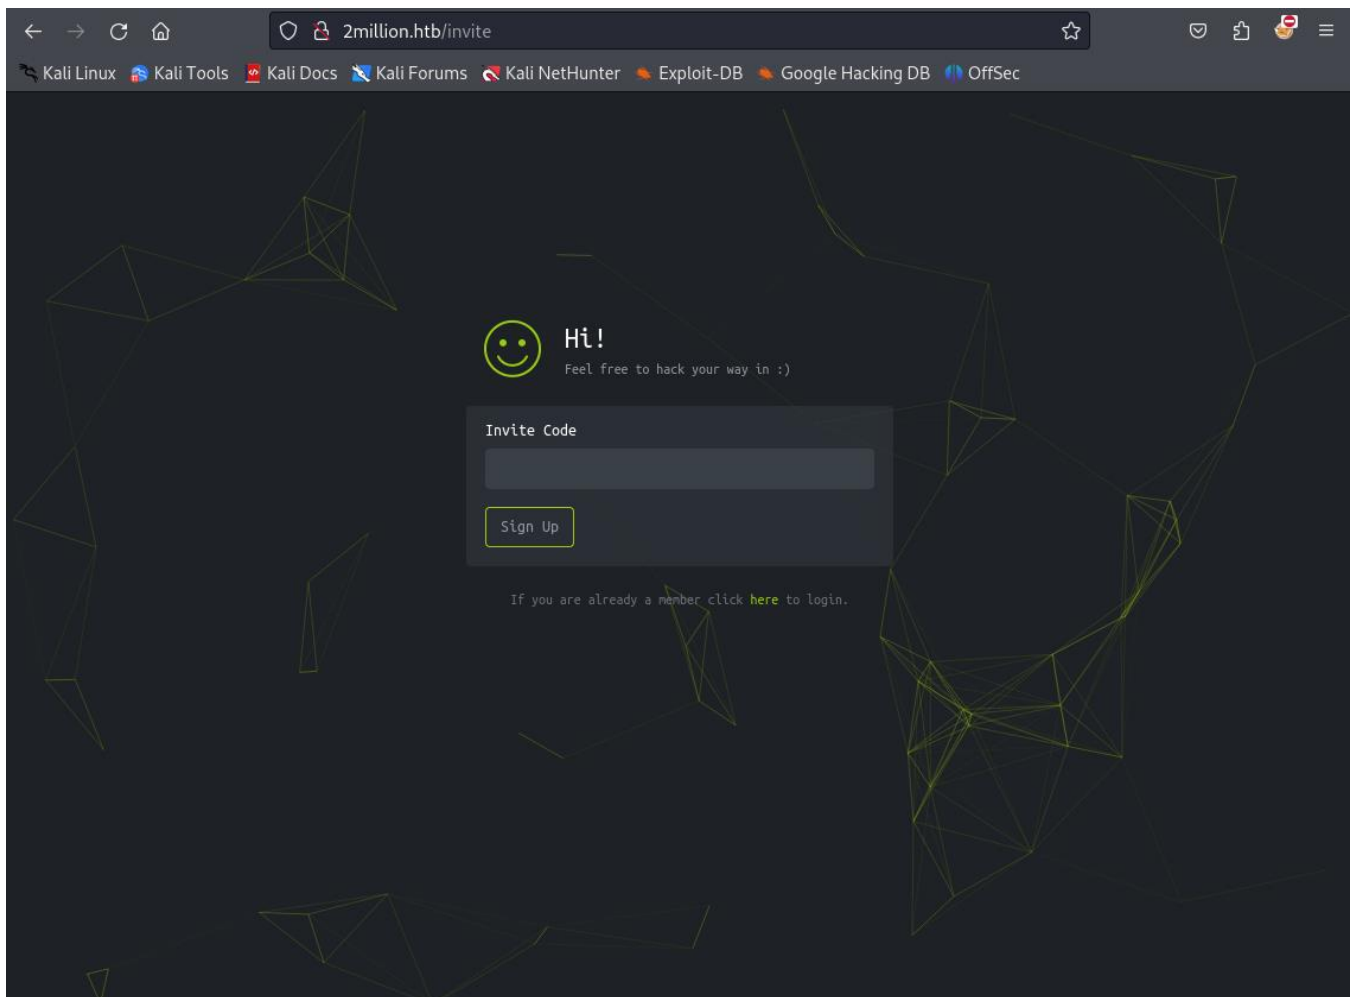 2million.htb/invite
Kali Linux Kali Tools Kali Docs Kali Forums Kali NetHunter Exploit-DB Google Hacking DB OffSec
Hi!
Feel free to hack your way in :)
Invite Code
Sign Up
If you are already a member click here to login.